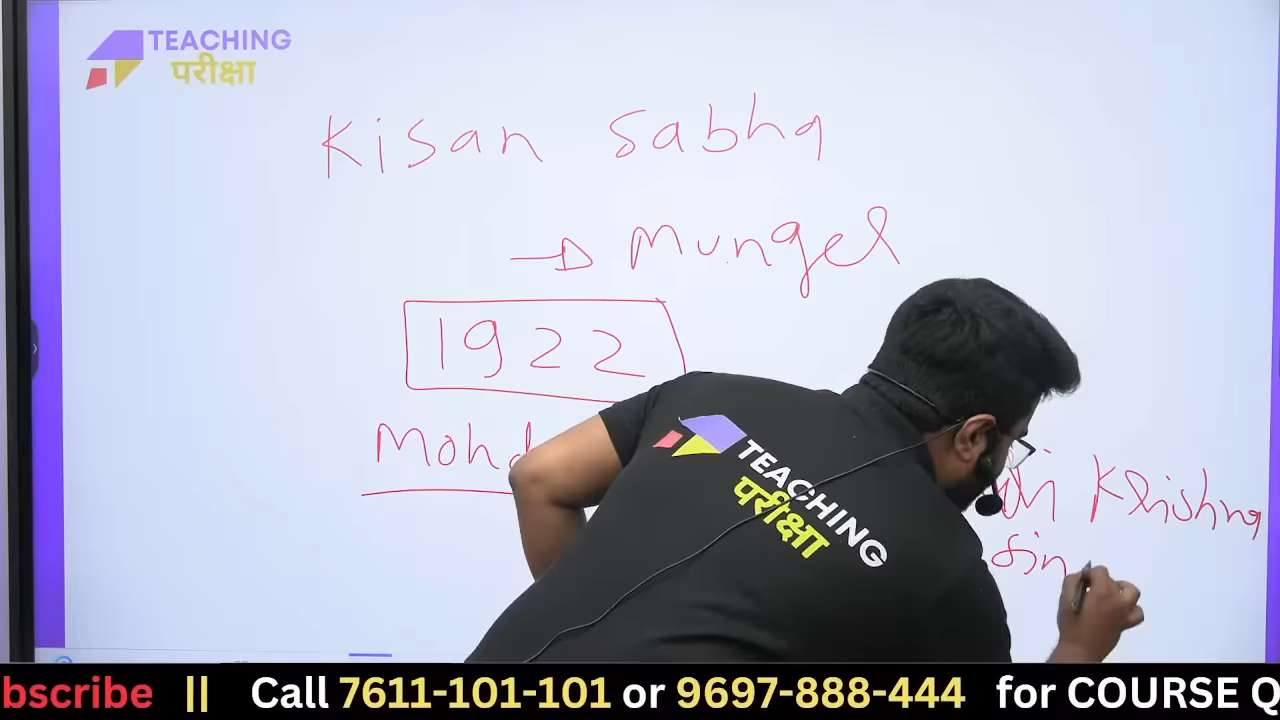 TEACHING
परीक्षा
Kisan Sabha
Munger
1922
Mohd
Krishna
Sin
TEACHING
परीक्षा
bscribe || Call 7611-101-101 or 9697-888-444 for COURSE Q